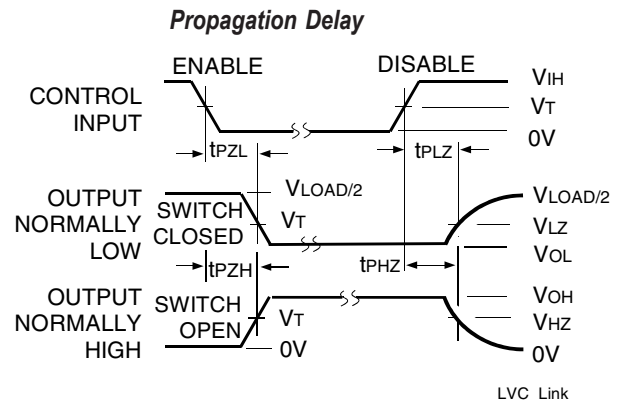 Propagation Delay
ENABLE
DISABLE
CONTROL
INPUT
VIH
VT
0V
tPZL
tPLZ
OUTPUT
NORMALLY
LOW
SWITCH
CLOSED
VLOAD/2
VT
VLOAD/2
VLZ
VOL
tPZH
tPHZ
OUTPUT
NORMALLY
HIGH
SWITCH
OPEN
VT
0V
VOH
VHZ
0V
LVC Link